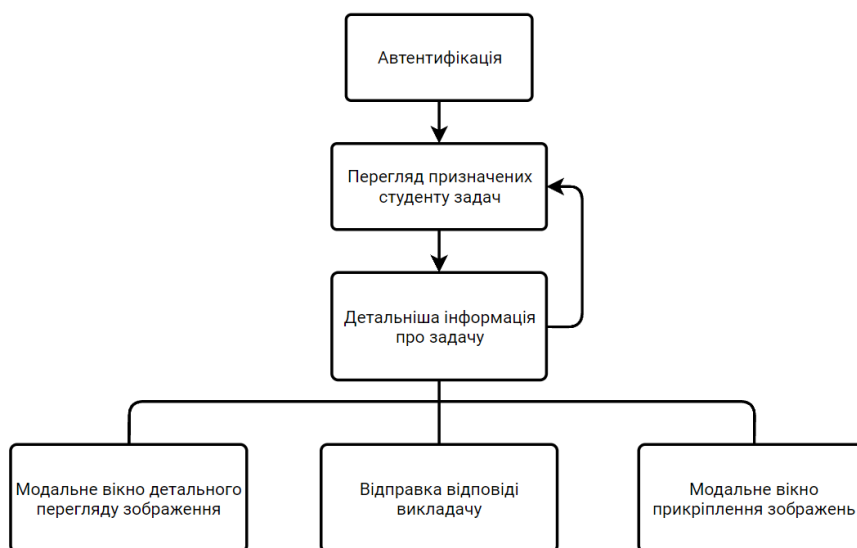 Автентифікація
Перегляд призначених
студенту задач
Детальніша інформація
про задачу
Модальне вікно детального
перегляду зображення
Відправка відповіді
викладачу
Модальне вікно
прикріплення зображень